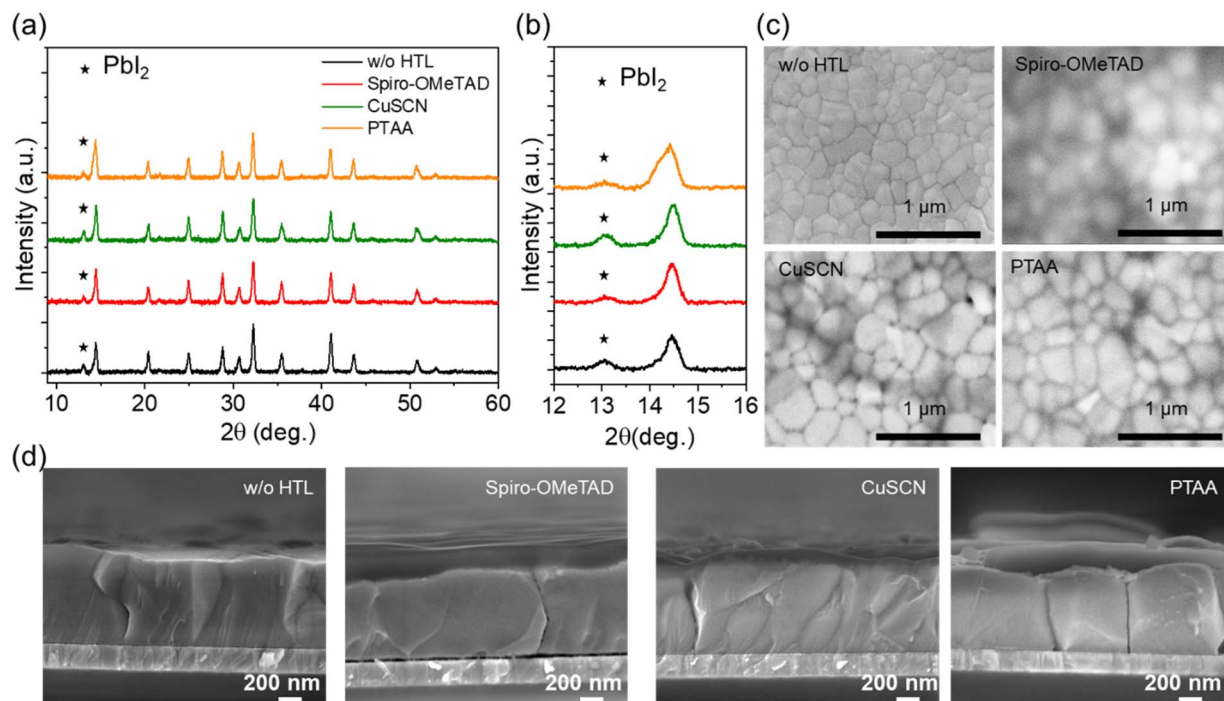 (a)
★ PbI₂
w/o HTL
Spiro-OMeTAD
CuSCN
PTAA
★
★
★
★
Intensity (a.u.)
10 20 30 40 50 60
2θ (deg.)
(b)
★ PbI₂
★
★
★
★
Intensity (a.u.)
12 13 14 15 16
2θ(deg.)
(c)
w/o HTL
1 µm
Spiro-OMeTAD
1 µm
CuSCN
1 µm
PTAA
1 µm
(d)
w/o HTL
200 nm
Spiro-OMeTAD
200 nm
CuSCN
200 nm
PTAA
200 nm